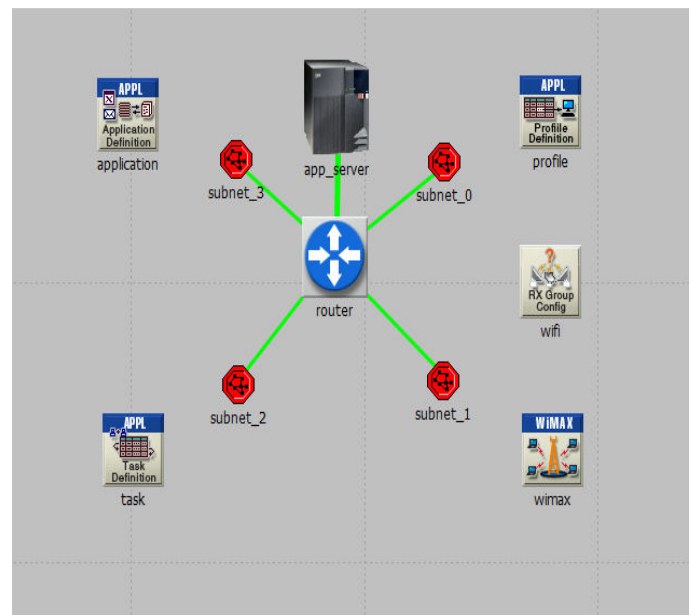 APPL
Application
Definition
application
app_server
APPL
Profiile
Definition
profile
subnet_3
subnet_0
router
?
RX Group
Config
wifi
subnet_2
subnet_1
APPL
Task
Definition
task
WiMAX
wimax